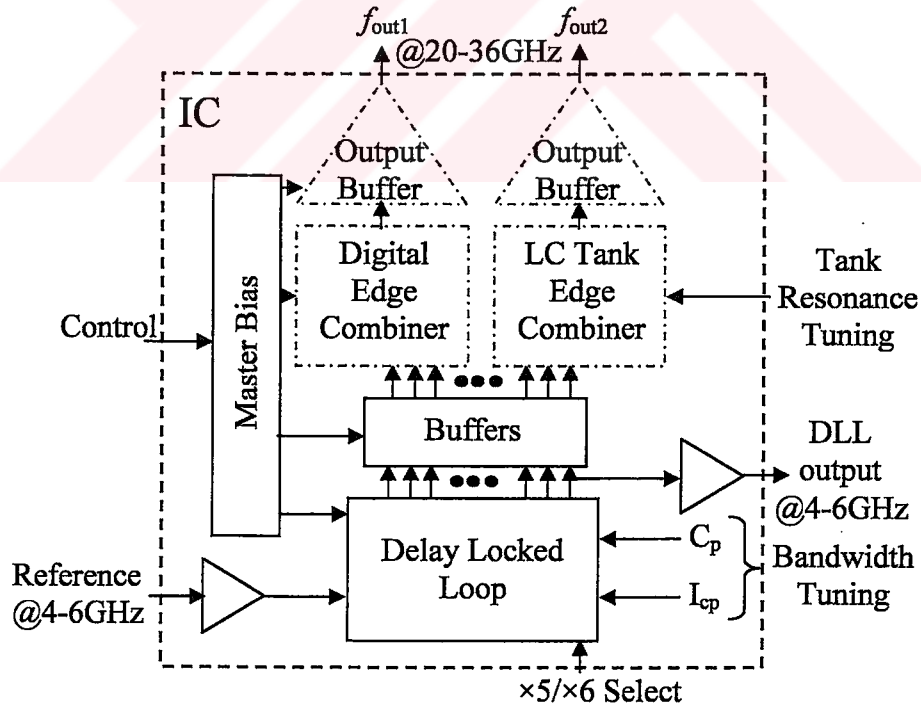 fout1
fout2
@20-36GHz
IC
Output
Buffer
Output
Buffer
Digital
Edge
Combiner
LC Tank
Edge
Combiner
Tank
Resonance
Tuning
Control
Master Bias
Buffers
DLL
output
@4-6GHz
Delay Locked
Loop
Cp
Icp
Bandwidth
Tuning
Reference
@4-6GHz
×5/×6 Select